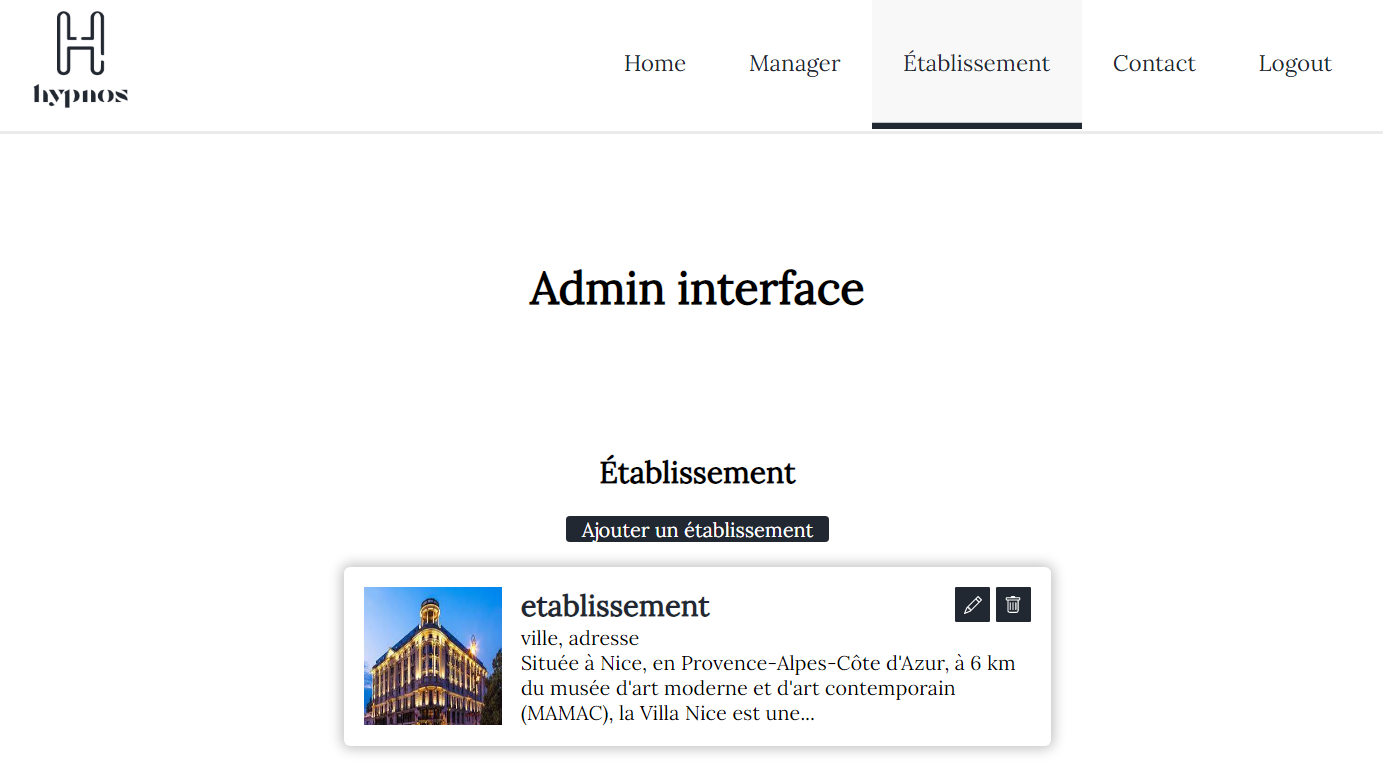 H
hypnos
Home
Manager
Établissement
Contact
Logout
Admin interface
Établissement
Ajouter un établissement
etablissement
ville, adresse
Située à Nice, en Provence-Alpes-Côte d'Azur, à 6 km
du musée d'art moderne et d'art contemporain
(MAMAC), la Villa Nice est une...